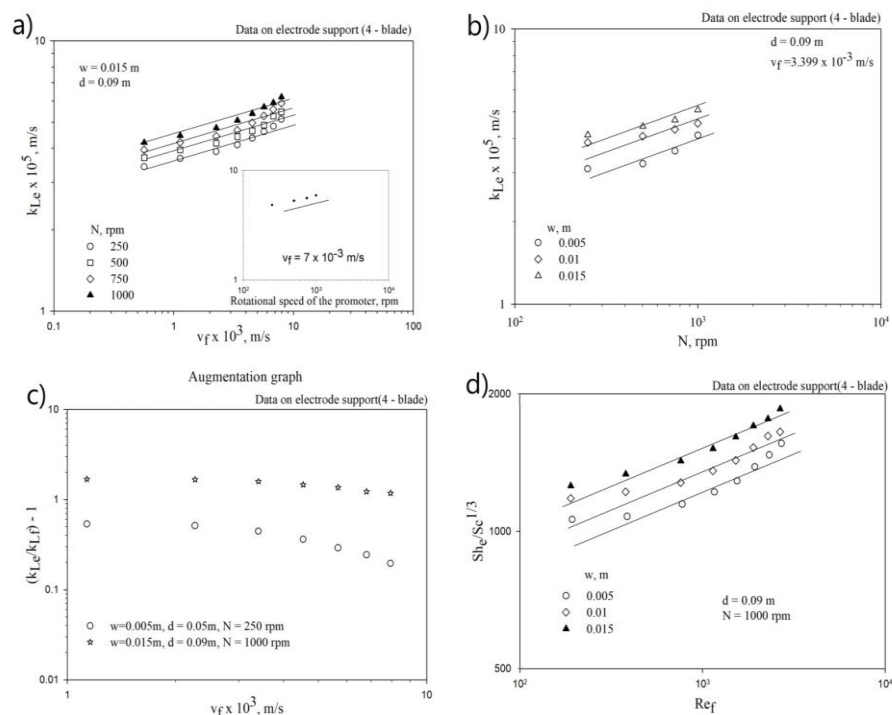 a)
Data on electrode support (4 - blade)
10
w = 0.015 m
d = 0.09 m
k_Le x 10^5, m/s
N, rpm
250
500
750
1000
10
v_f = 7 x 10^-3 m/s
1
10^2 10^3 10^4
Rotational speed of the promoter, rpm
1
0.1 1 10 100
v_f x 10^3, m/s
b)
Data on electrode support (4 - blade)
10
d = 0.09 m
v_f =3.399 x 10^-3 m/s
k_Le x 10^5, m/s
w, m
0.005
0.01
0.015
1
10^2 10^3 10^4
N, rpm
Augmentation graph
c)
Data on electrode support(4 - blade)
10
1
0.1
0.01
(k_Le/k_Lf) - 1
w=0.005m, d = 0.05m, N = 250 rpm
w=0.015m, d = 0.09m, N = 1000 rpm
1 10
v_f x 10^3, m/s
d)
Data on electrode support(4 - blade)
2000
1000
500
Sh_e/Sc^1/3
w, m
0.005
0.01
0.015
d = 0.09 m
N = 1000 rpm
10^2 10^3 10^4
Re_f